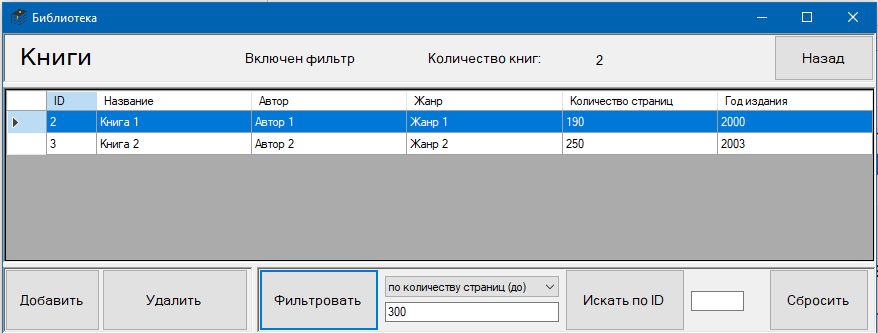 Библиотека
Книги Включен фильтр Количество книг: 2 Назад
ID Название Автор Жанр Количество страниц Год издания
2 Книга 1 Автор 1 Жанр 1 190 2000
3 Книга 2 Автор 2 Жанр 2 250 2003
Добавить Удалить Фильтровать по количеству страниц (до) Искать по ID Сбросить
300